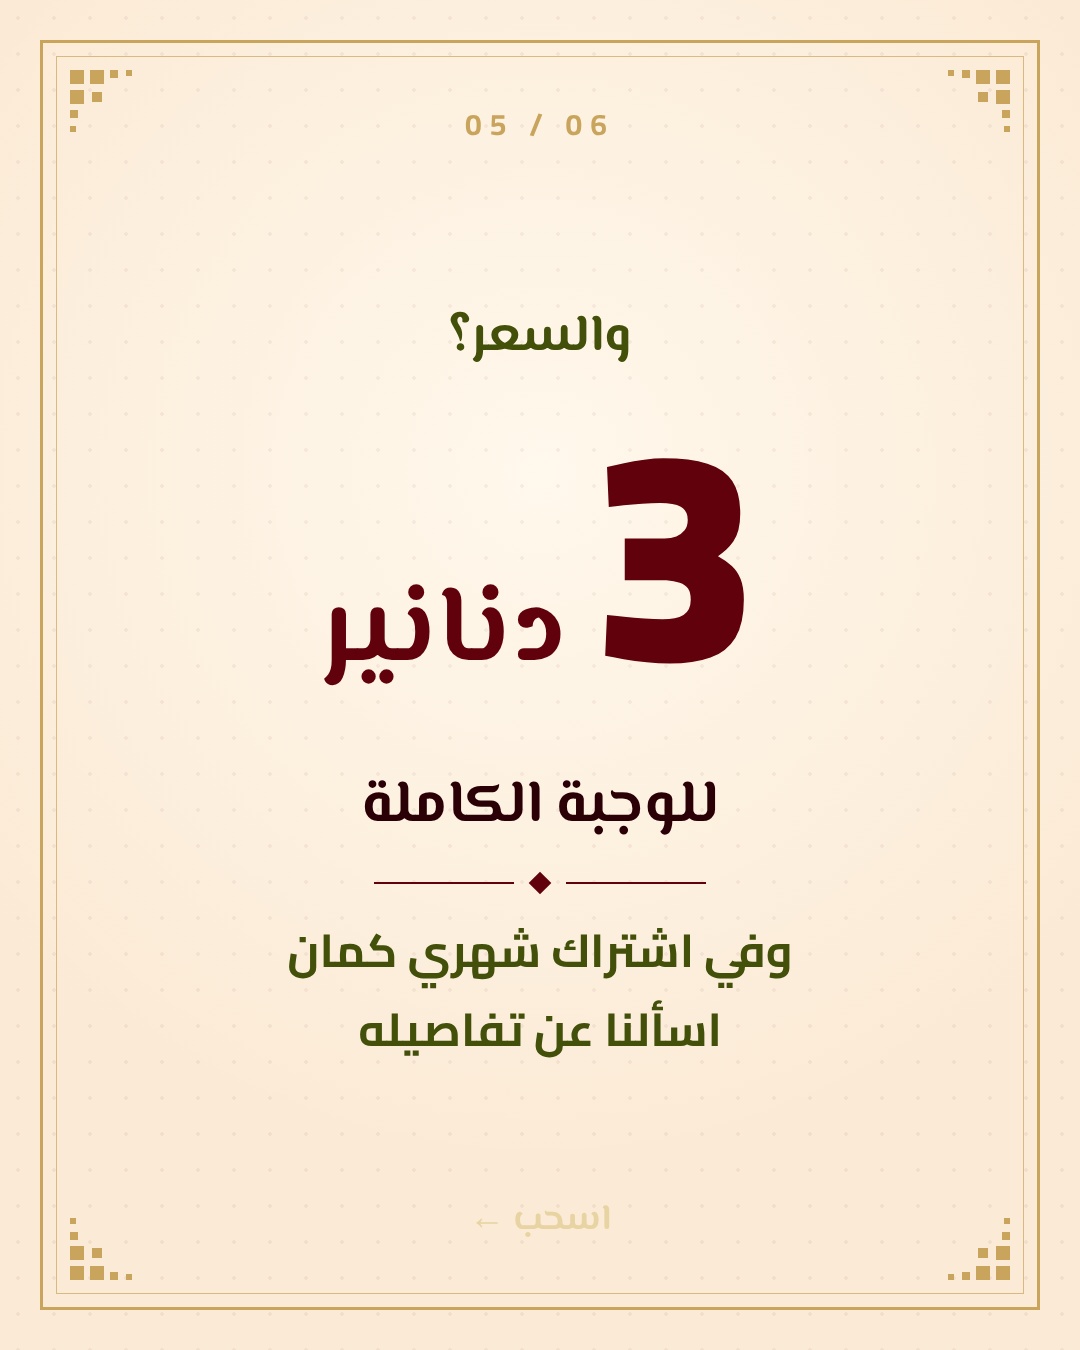 05 / 06
والسعر؟
3 دنانير
للوجبة الكاملة
وفي اشتراك شهري كمان
اسألنا عن تفاصيله
اسحب ←